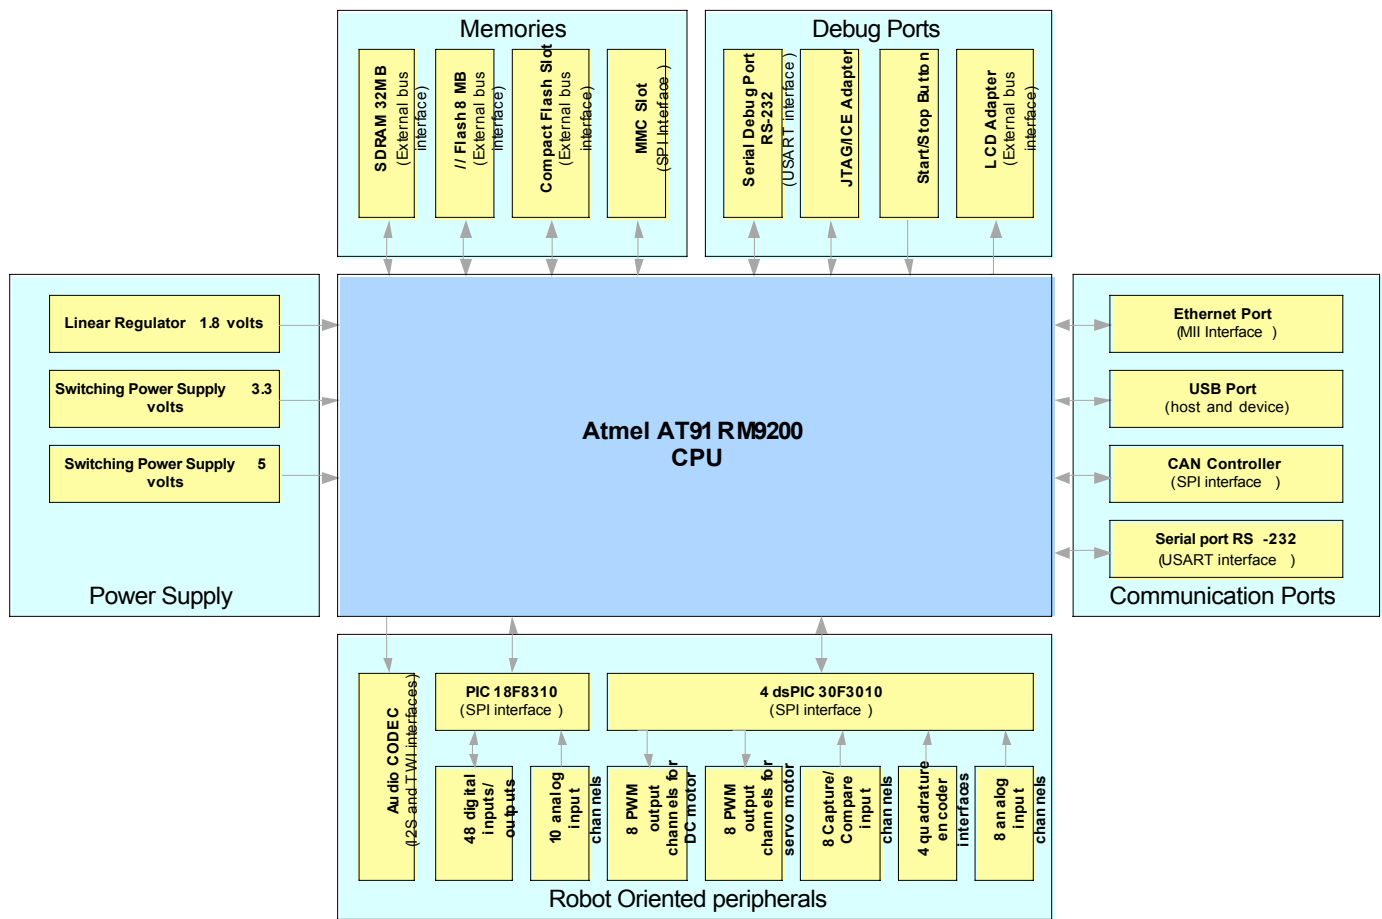 Memories
SDRAM 32MB
(External bus
interface)
// Flash 8 MB
(External bus
interface)
Compact Flash Slot
(External bus
interface)
MMC Slot
(SPI Interface )
Debug Ports
Serial Debug Port
RS-232
(USART interface )
JTAG/ICE Adapter
Start/Stop Button
LCD Adapter
(External bus
interface)
Linear Regulator 1.8 volts
Switching Power Supply 3.3
volts
Switching Power Supply 5
volts
Power Supply
Atmel AT91RM9200
CPU
Ethernet Port
(MII Interface )
USB Port
(host and device)
CAN Controller
(SPI interface )
Serial port RS -232
(USART interface )
Communication Ports
Audio CODEC
(I2S and TWI interfaces)
PIC 18F8310
(SPI interface )
4 dsPIC 30F3010
(SPI interface )
48 digital
inputs/
outputs
10 analog
input
channels
8 PWM
output
channels for
DC motor
8 PWM
output
channels for
servo motor
8 Capture/
Compare
input
channels
4 quadrature
encoder
interfaces
8 analog
input
channels
Robot Oriented peripherals